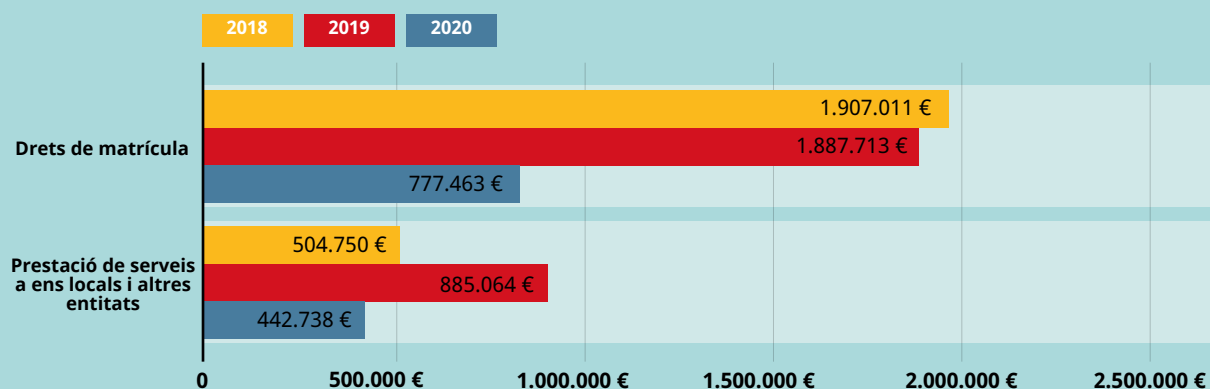 2018 2019 2020
1.907.011 €
Drets de matrícula
1.887.713 €
777.463 €
504.750 €
Prestació de serveis
a ens locals i altres
entitats
885.064 €
442.738 €
0 500.000 € 1.000.000 € 1.500.000 € 2.000.000 € 2.500.000 €